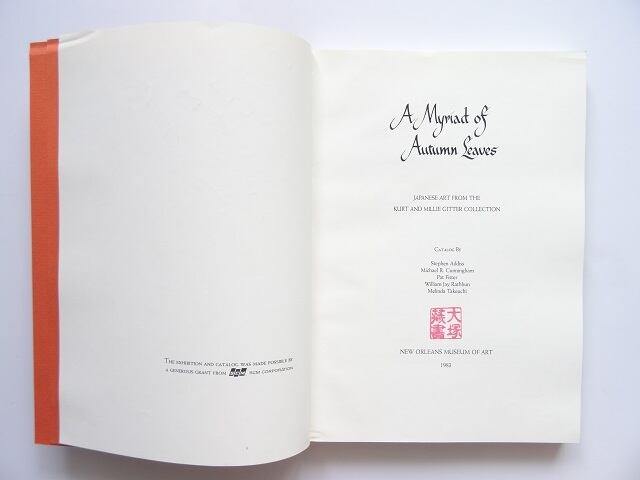 THE EXHIBITION AND CATALOG WAS MADE POSSIBLE BY
A GENEROUS GRANT FROM BGM CORPORATION
A Myriad of
Autumn Leaves
JAPANESE ART FROM THE
KURT AND MILLIE GITTER COLLECTION
CATALOG BY
Stephen Addiss
Michael R. Cunningham
Pat Fister
William Jay Rathbun
Melinda Takeuchi
大塚
蔵書
NEW ORLEANS MUSEUM OF ART
1983